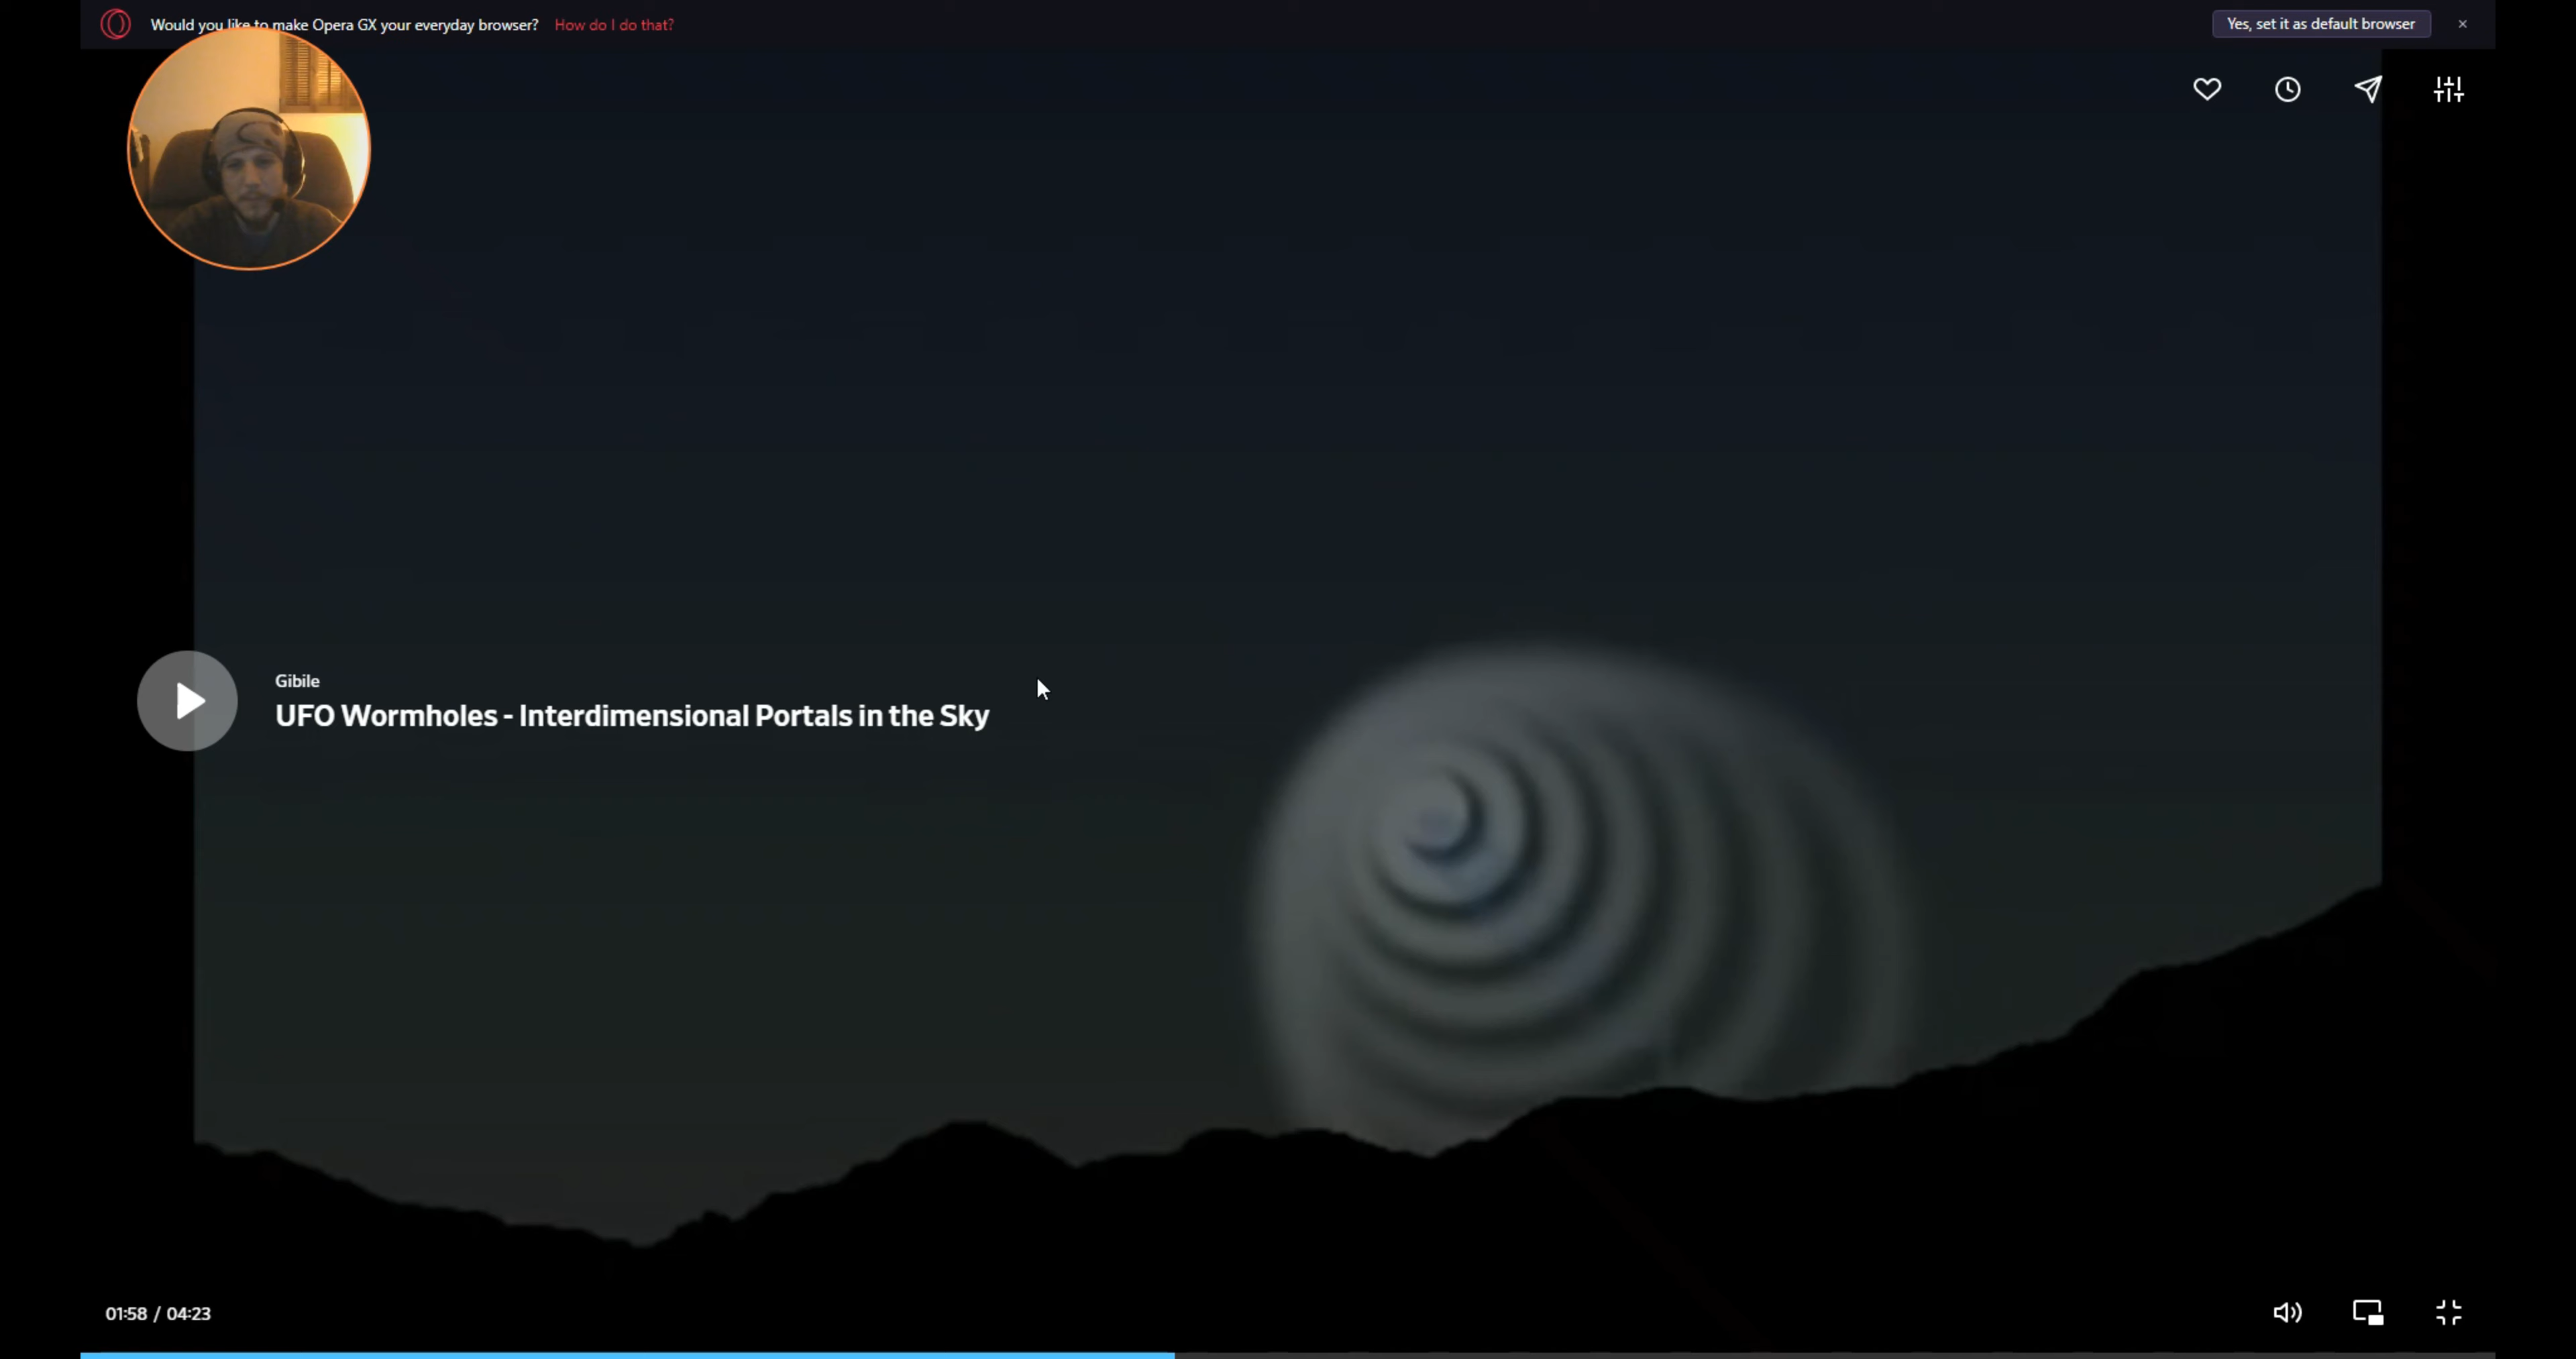 Would you like to make Opera GX your everyday browser? How do I do that? Yes, set it as default browser
Gibile
UFO Wormholes - Interdimensional Portals in the Sky
01:58 / 04:23